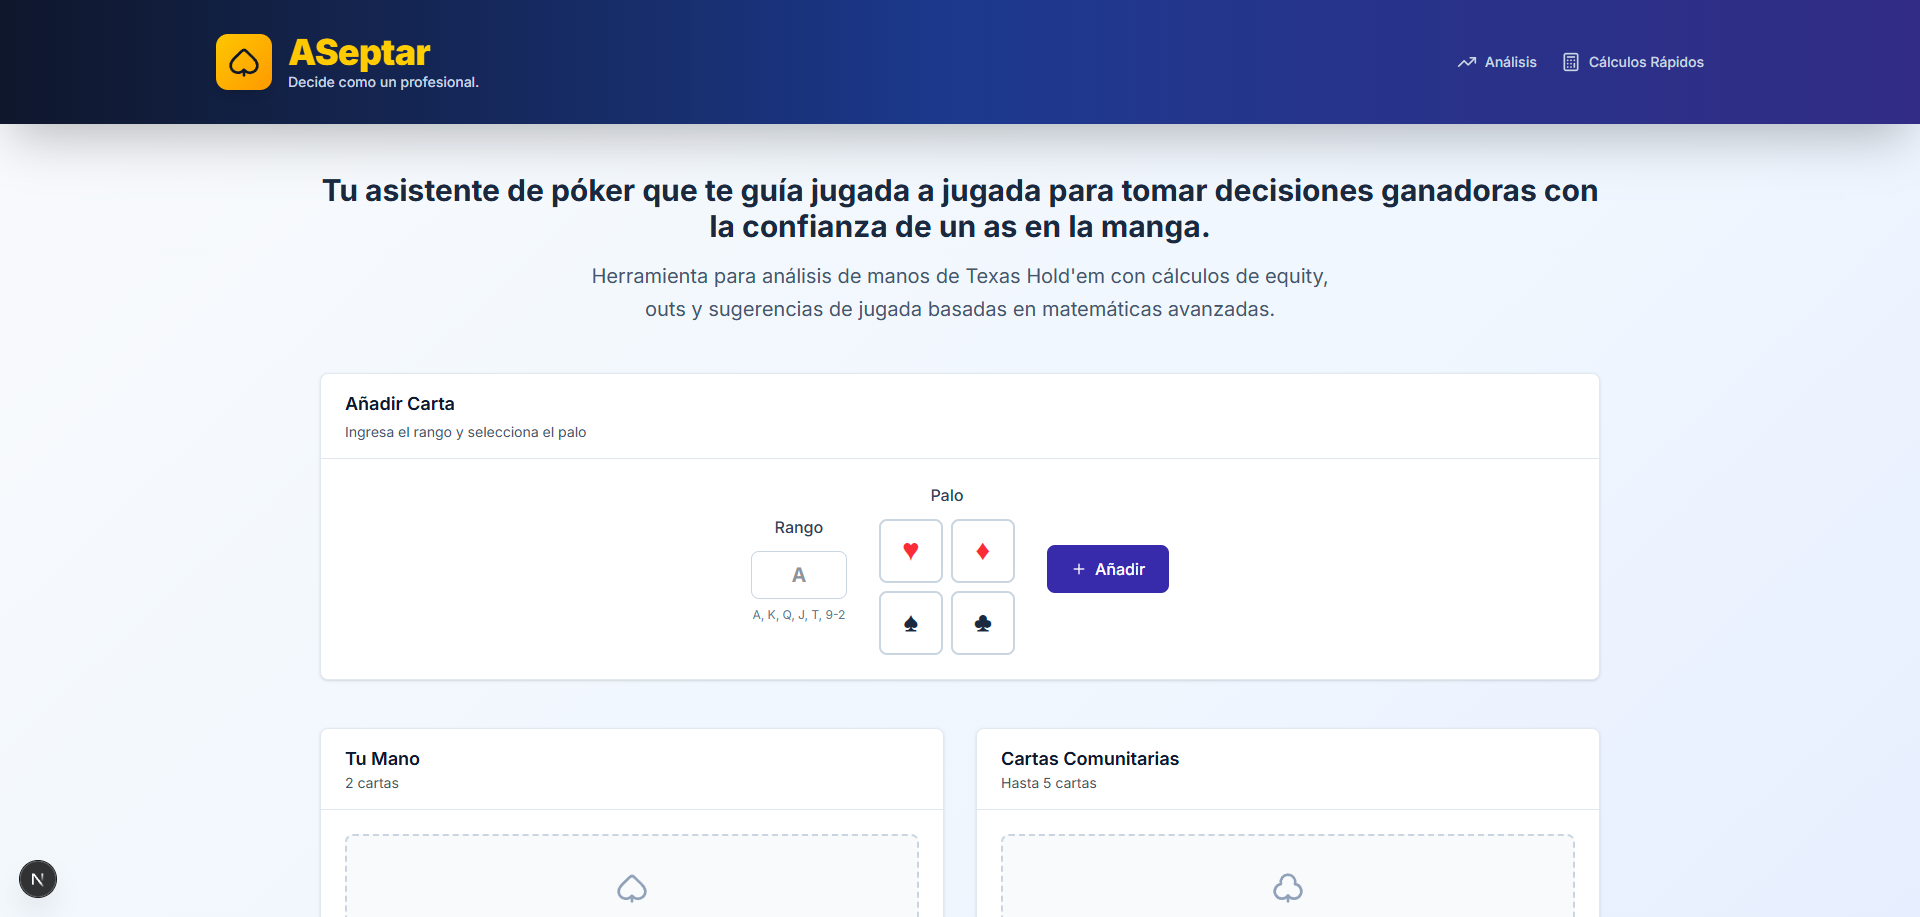 ASeptar
Decide como un profesional.
Análisis
Cálculos Rápidos
Tu asistente de póker que te guía jugada a jugada para tomar decisiones ganadoras con
la confianza de un as en la manga.
Herramienta para análisis de manos de Texas Hold'em con cálculos de equity,
outs y sugerencias de jugada basadas en matemáticas avanzadas.
Añadir Carta
Ingresa el rango y selecciona el palo
Rango
A
A, K, Q, J, T, 9-2
Palo
♥ ♦
♠ ♣
+ Añadir
Tu Mano
2 cartas
Cartas Comunitarias
Hasta 5 cartas
N